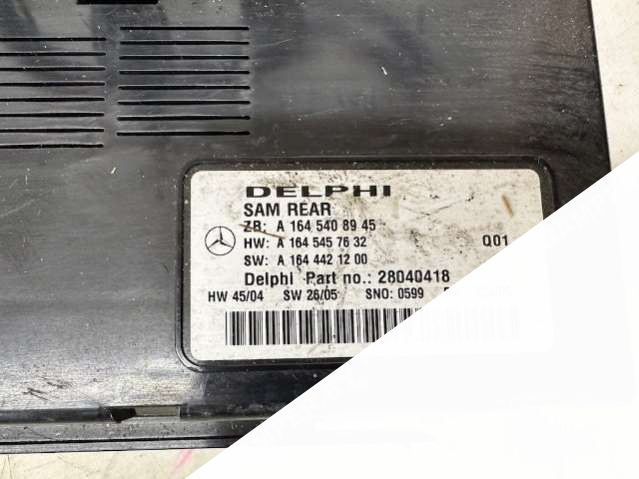 DELPHI
SAM REAR
ZB: A 164 540 89 45
HW: A 164 545 76 32 Q01
SW: A 164 442 12 00
Delphi Part no.: 28040418
HW 45/04 SW 26/05 SNO: 0599